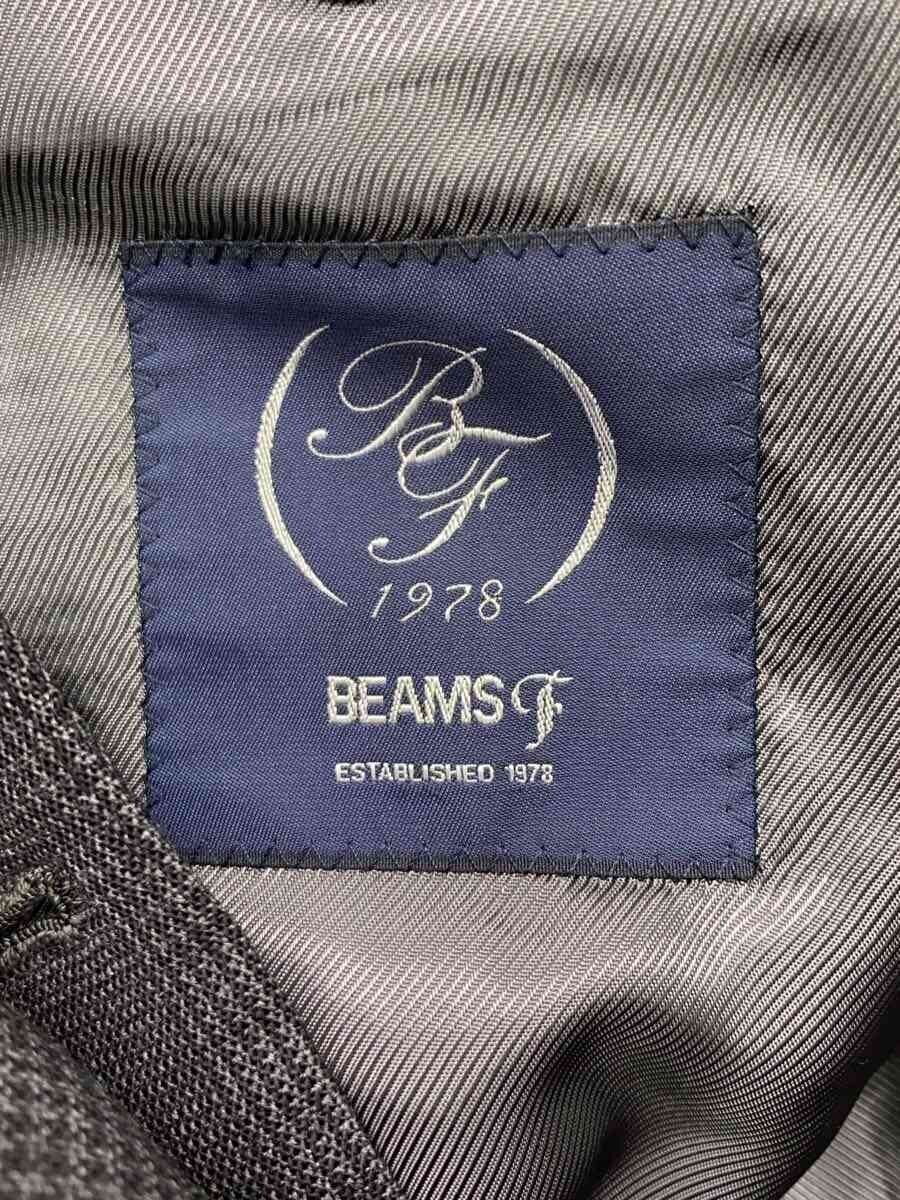 BF
1978
BEAMS F
ESTABLISHED 1978